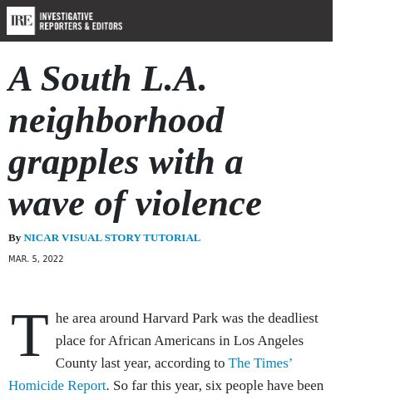 IRE INVESTIGATIVE
REPORTERS & EDITORS
A South L.A.
neighborhood
grapples with a
wave of violence
By NICAR VISUAL STORY TUTORIAL
MAR. 5, 2022
The area around Harvard Park was the deadliest
place for African Americans in Los Angeles
County last year, according to The Times’
Homicide Report. So far this year, six people have been